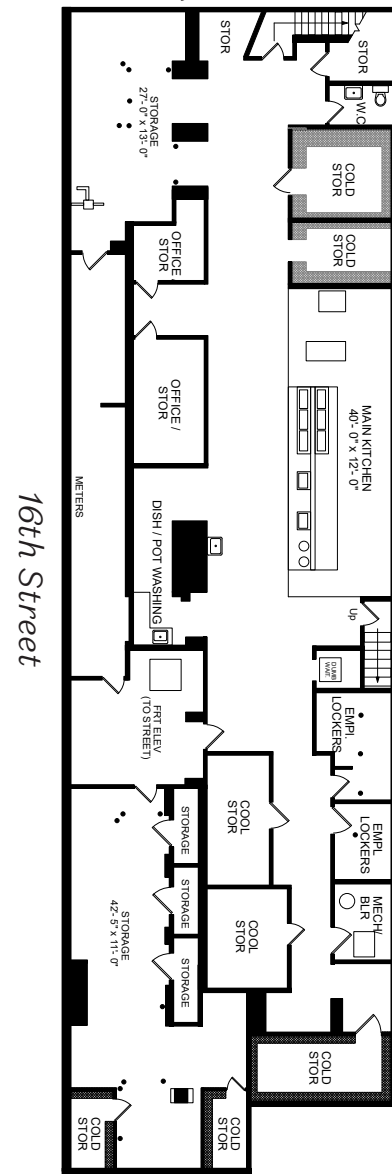 STOR
STOR
W.C
STORAGE
27'- 0" x 13'- 0"
COLD
STOR
OFFICE
STOR
COLD
STOR
OFFICE /
STOR
MAIN KITCHEN
40'- 0" x 12'- 0"
METERS
DISH / POT WASHING
16th Street
Up
DUMB
WAIT.
EMPL.
LOCKERS
FRT ELEV
(TO STREET)
COOL
STOR
EMPL
LOCKERS
STORAGE
STORAGE
STORAGE
STORAGE
42'- 5" x 11'- 0"
COOL
STOR
MECH/
BLR
COLD
STOR
COLD
STOR
COLD
STOR